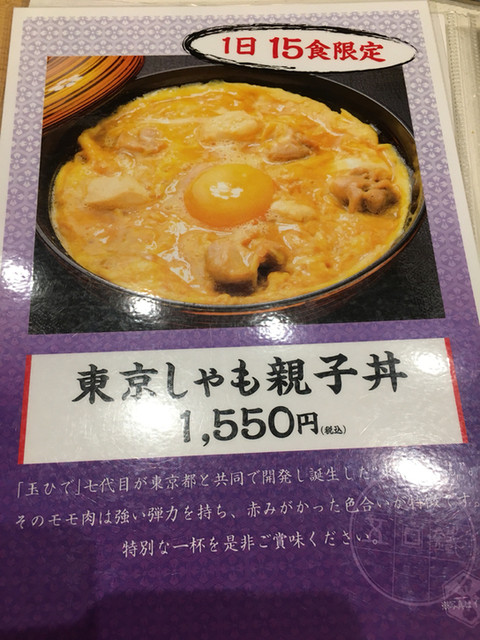 1日15食限定
東京しゃも親子丼
1,550円(税込)
「玉ひで」七代目が東京都と共同で開発し誕生した
そのモモ肉は強い弾力を持ち、赤みがかった色合いが特徴です
特別な一杯を是非ご賞味ください。